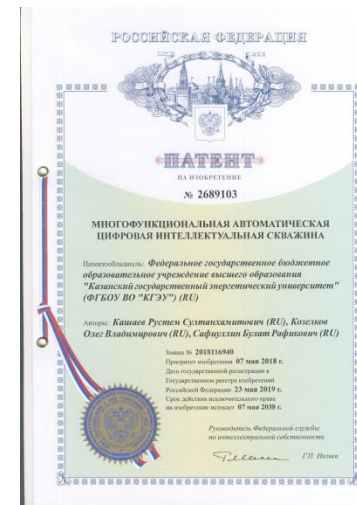 РОССИЙСКАЯ ФЕДЕРАЦИЯ
ПАТЕНТ
НА ИЗОБРЕТЕНИЕ
№ 2689103
МНОГОФУНКЦИОНАЛЬНАЯ АВТОМАТИЧЕСКАЯ
ЦИФРОВАЯ ИНТЕЛЛЕКТУАЛЬНАЯ СКВАЖИНА
Патентообладатель: Федеральное государственное бюджетное
образовательное учреждение высшего образования
"Казанский государственный энергетический университет"
(ФГБОУ ВО "КГЭУ") (RU)
Авторы: Кашаев Рустем Султанхамитович (RU), Козелков
Олег Владимирович (RU), Сафиуллин Булат Рафикович (RU)
Заявка № 2018116940
Приоритет изобретения 07 мая 2018 г.
Дата государственной регистрации в
Государственном реестре изобретений
Российской Федерации 23 мая 2019 г.
Срок действия исключительного права
на изобретение истекает 07 мая 2038 г.
Руководитель Федеральной службы
по интеллектуальной собственности
Г.П. Ивлиев